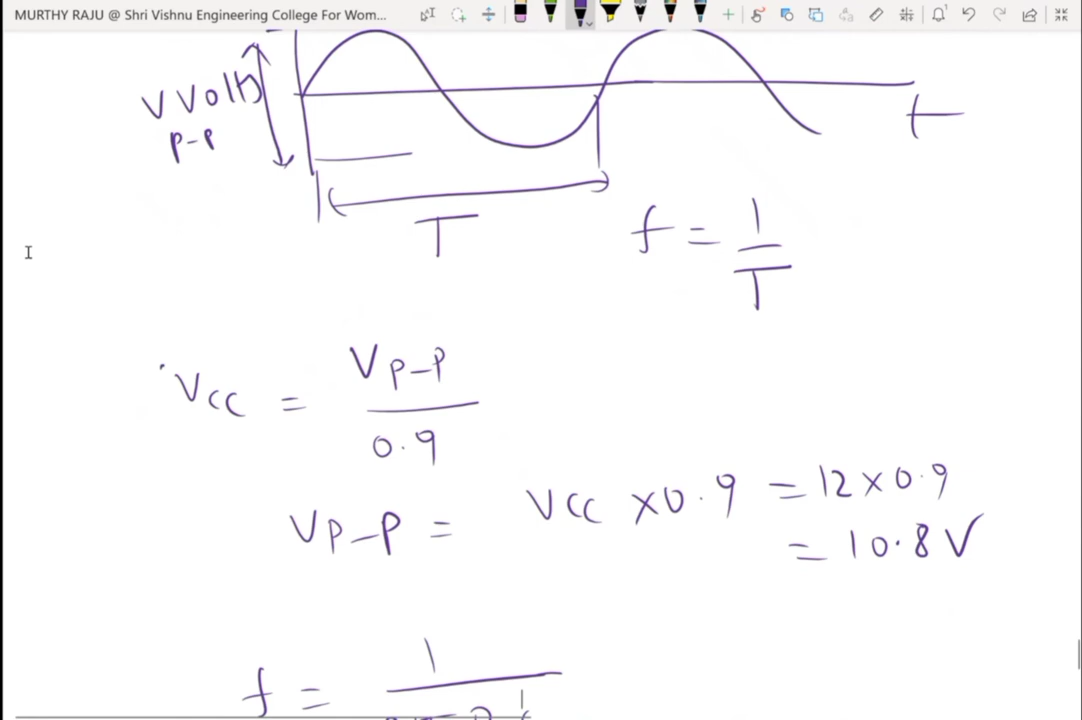 MURTHY RAJU @ Shri Vishnu Engineering College For Wom...
V Volts
P-P
t
T
f = 1/T
Vcc = VP-P/0.9
VP-P = Vcc × 0.9 = 12 × 0.9
= 10.8 V
f = 1